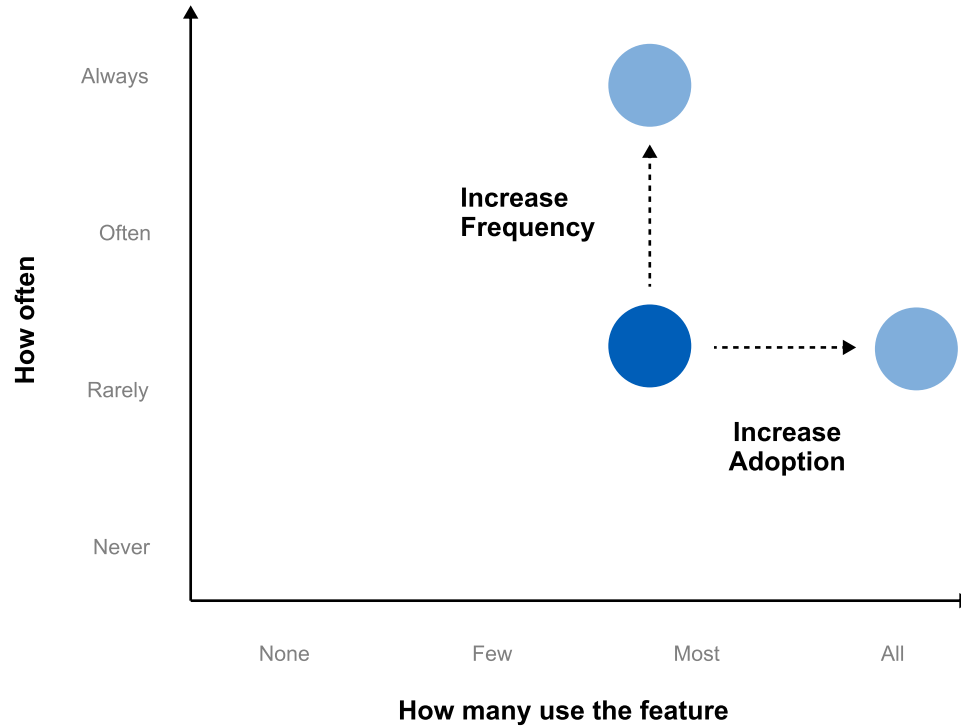 Always
Increase
Frequency
Often
How often
Rarely
Increase
Adoption
Never
None
Few
Most
All
How many use the feature